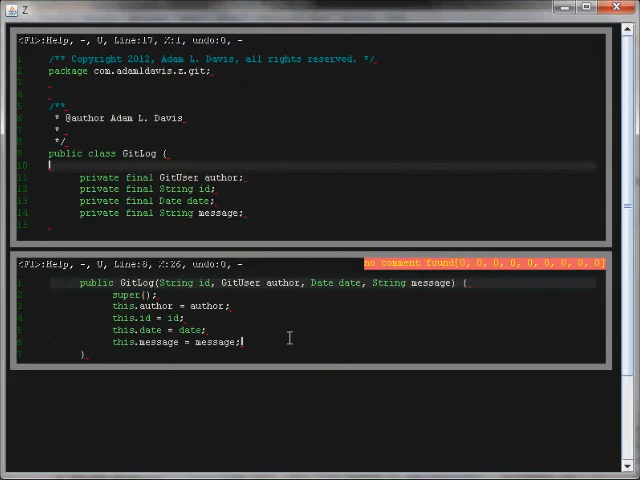 Z
<F1>:Help, -, U, Line:17, X:1, undo:0, -
1 /** Copyright 2012, Adam L. Davis, all rights reserved. */
2 package com.adamldavis.z.git;
3
4
5 /**
6 * @author Adam L. Davis
7 *
8 */
9 public class GitLog {
10
11 private final GitUser author;
12 private final String id;
13 private final Date date;
14 private final String message;
15
<F1>:Help, -, U, Line:8, X:26, undo:0, -
no comment found[0, 0, 0, 0, 0, 0, 0, 0, 0]
1 public GitLog(String id, GitUser author, Date date, String message) {
2 super();
3 this.author = author;
4 this.id = id;
5 this.date = date;
6 this.message = message;
7 }